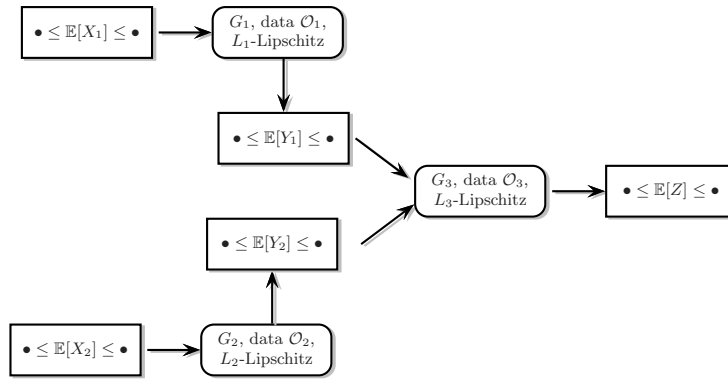 • ≤ 𝔼[X₁] ≤ •
G₁, data 𝒪₁,
L₁-Lipschitz
• ≤ 𝔼[Y₁] ≤ •
G₃, data 𝒪₃,
L₃-Lipschitz
• ≤ 𝔼[Z] ≤ •
• ≤ 𝔼[Y₂] ≤ •
• ≤ 𝔼[X₂] ≤ •
G₂, data 𝒪₂,
L₂-Lipschitz